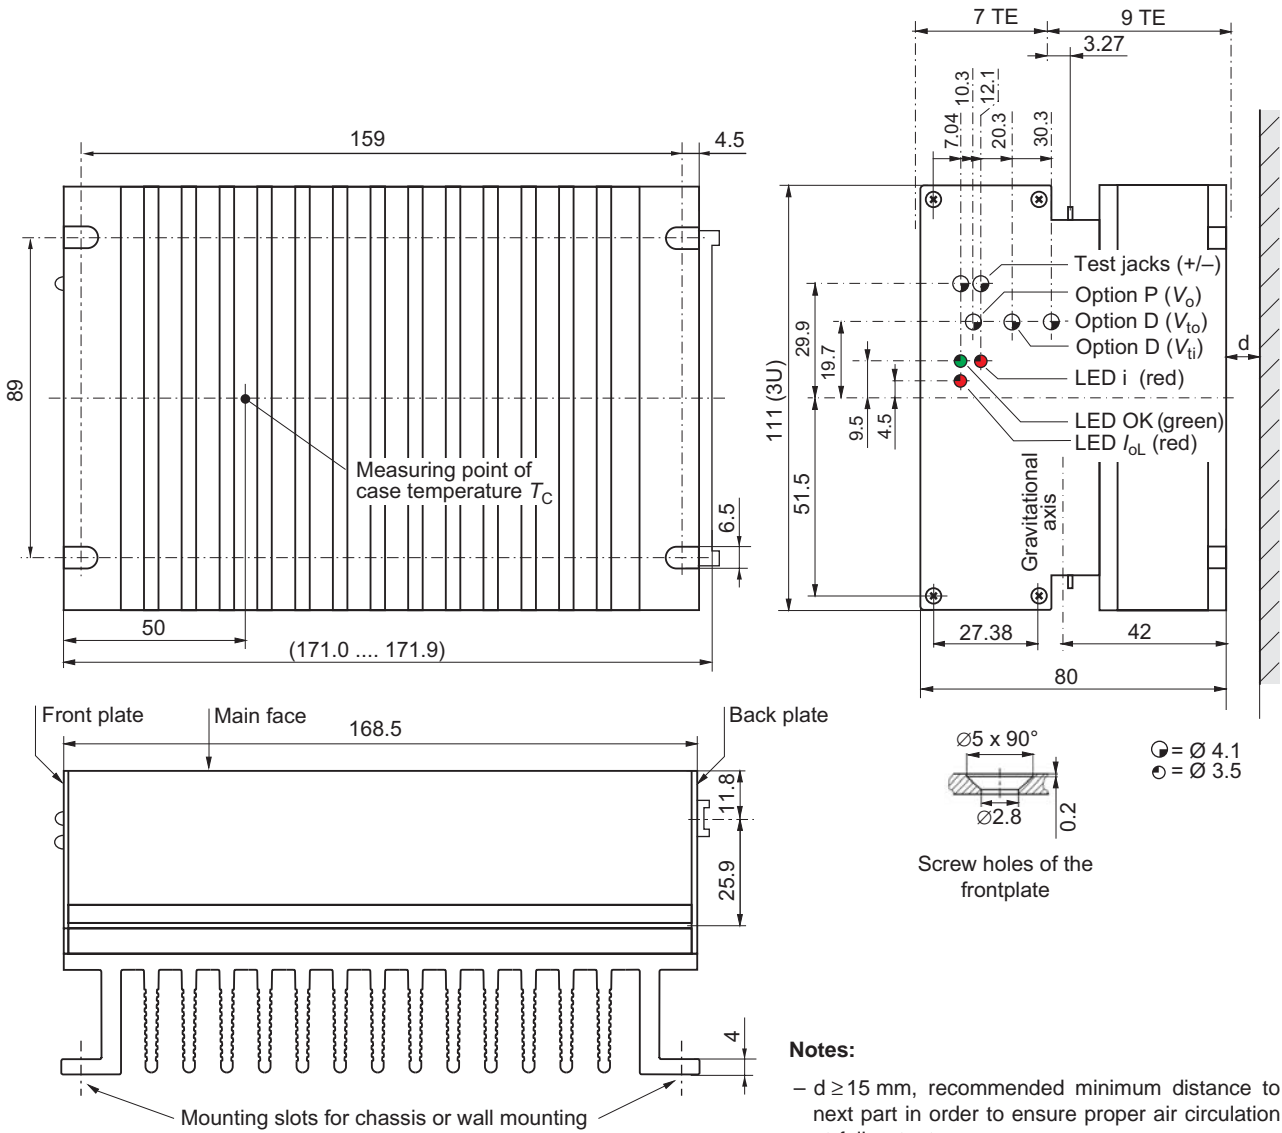 7 TE
9 TE
3.27
10.3
12.1
7.04
20.3
30.3
159
4.5
89
Measuring point of
case temperature TC
6.5
50
(171.0 .... 171.9)
111 (3U)
29.9
19.7
9.5
4.5
51.5
Test jacks (+/–)
Option P (Vo)
Option D (Vto)
Option D (Vti)
d
LED i (red)
LED OK (green)
LED IoL (red)
Gravitational
axis
27.38
42
80
Front plate
Main face
Back plate
168.5
11.8
25.9
4
Mounting slots for chassis or wall mounting
∅5 x 90°
∅2.8
0.2
Screw holes of the
frontplate
= Ø 4.1
= Ø 3.5
Notes:
– d ≥ 15 mm, recommended minimum distance to
next part in order to ensure proper air circulation